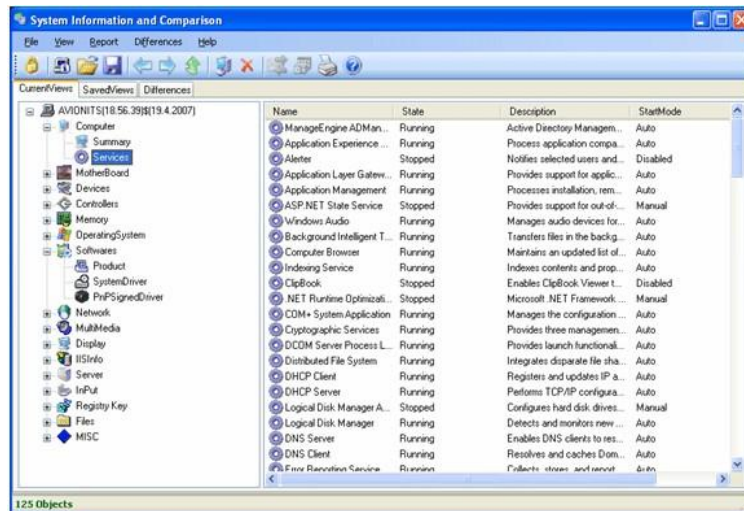 System Information and Comparison
File View Report Differences Help
CurrentViews SavedViews Differences
AVIONITS(18.56.39)$(19.4.2007)
Computer
Summary
Services
MotherBoard
Devices
Controllers
Memory
OperatingSystem
Softwares
Product
SystemDriver
PnPSignedDriver
Network
MultiMedia
Display
IISInfo
Server
InPut
Registry Key
Files
MISC
Name State Description StartMode
ManageEngine ADMan... Running Active Directory Managem... Auto
Application Experience ... Running Process application compa... Auto
Alerter Stopped Notifies selected users and... Disabled
Application Layer Gatew... Running Provides support for applic... Auto
Application Management Running Processes installation, rem... Auto
ASP.NET State Service Stopped Provides support for out-of-... Manual
Windows Audio Running Manages audio devices for... Auto
Background Intelligent T... Running Transfers files in the backg... Auto
Computer Browser Running Maintains an updated list of... Auto
Indexing Service Running Indexes contents and prop... Auto
ClipBook Stopped Enables ClipBook Viewer t... Disabled
.NET Runtime Optimizati... Stopped Microsoft .NET Framework ... Manual
COM+ System Application Running Manages the configuration ... Auto
Cryptographic Services Running Provides three managemen... Auto
DCOM Server Process L... Running Provides launch functionali... Auto
Distributed File System Running Integrates disparate file sha... Auto
DHCP Client Running Registers and updates IP a... Auto
DHCP Server Running Performs TCP/IP configura... Auto
Logical Disk Manager A... Stopped Configures hard disk drives... Manual
Logical Disk Manager Running Detects and monitors new ... Auto
DNS Server Running Enables DNS clients to res... Auto
DNS Client Running Resolves and caches Dom... Auto
Error Reporting Service Running Collects, stores, and report... Auto
125 Objects